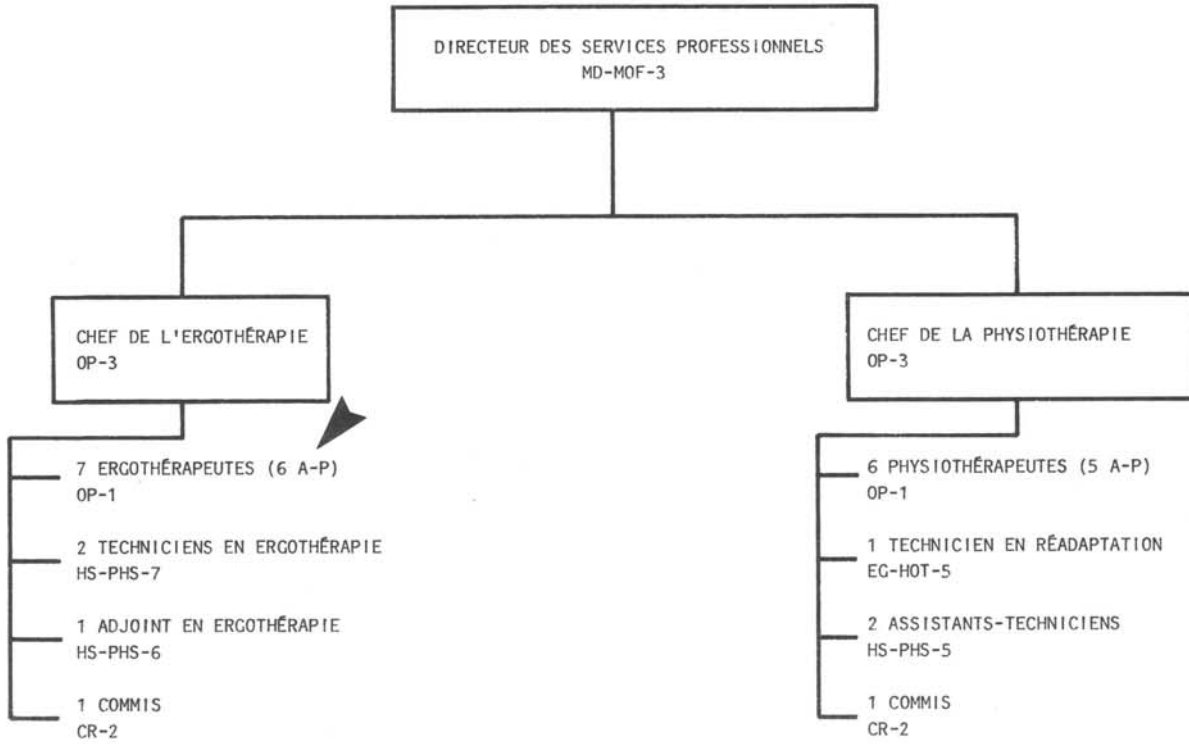 DIRECTEUR DES SERVICES PROFESSIONNELS
MD-MOF-3
CHEF DE L'ERGOTHÉRAPIE
OP-3
7 ERGOTHÉRAPEUTES (6 A-P)
OP-1
2 TECHNICIENS EN ERGOTHÉRAPIE
HS-PHS-7
1 ADJOINT EN ERGOTHÉRAPIE
HS-PHS-6
1 COMMIS
CR-2
CHEF DE LA PHYSIOTHÉRAPIE
OP-3
6 PHYSIOTHÉRAPEUTES (5 A-P)
OP-1
1 TECHNICIEN EN RÉADAPTATION
EG-HOT-5
2 ASSISTANTS-TECHNICIENS
HS-PHS-5
1 COMMIS
CR-2